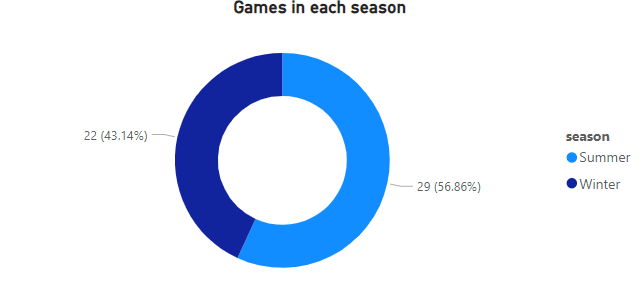 Games in each season
22 (43.14%)
29 (56.86%)
season
Summer
Winter